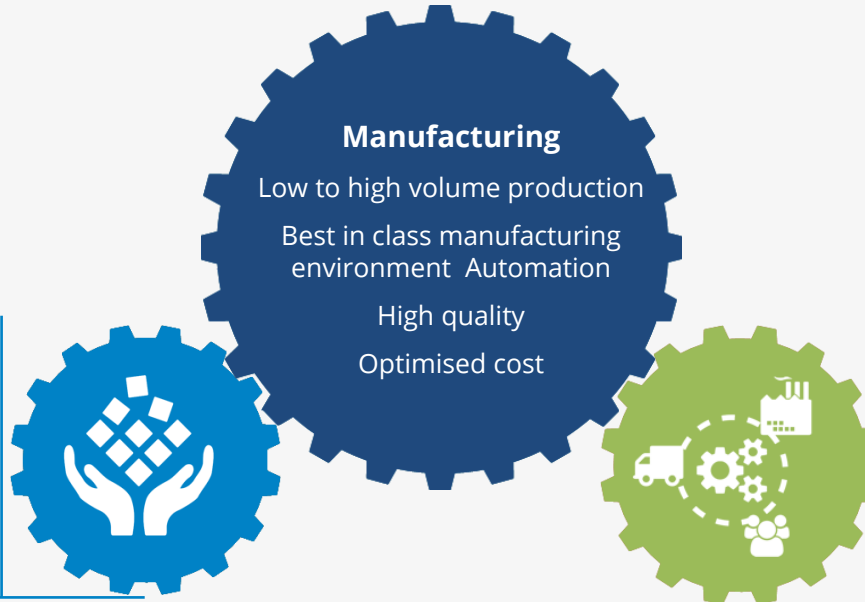 Manufacturing
Low to high volume production
Best in class manufacturing
environment  Automation
High quality
Optimised cost